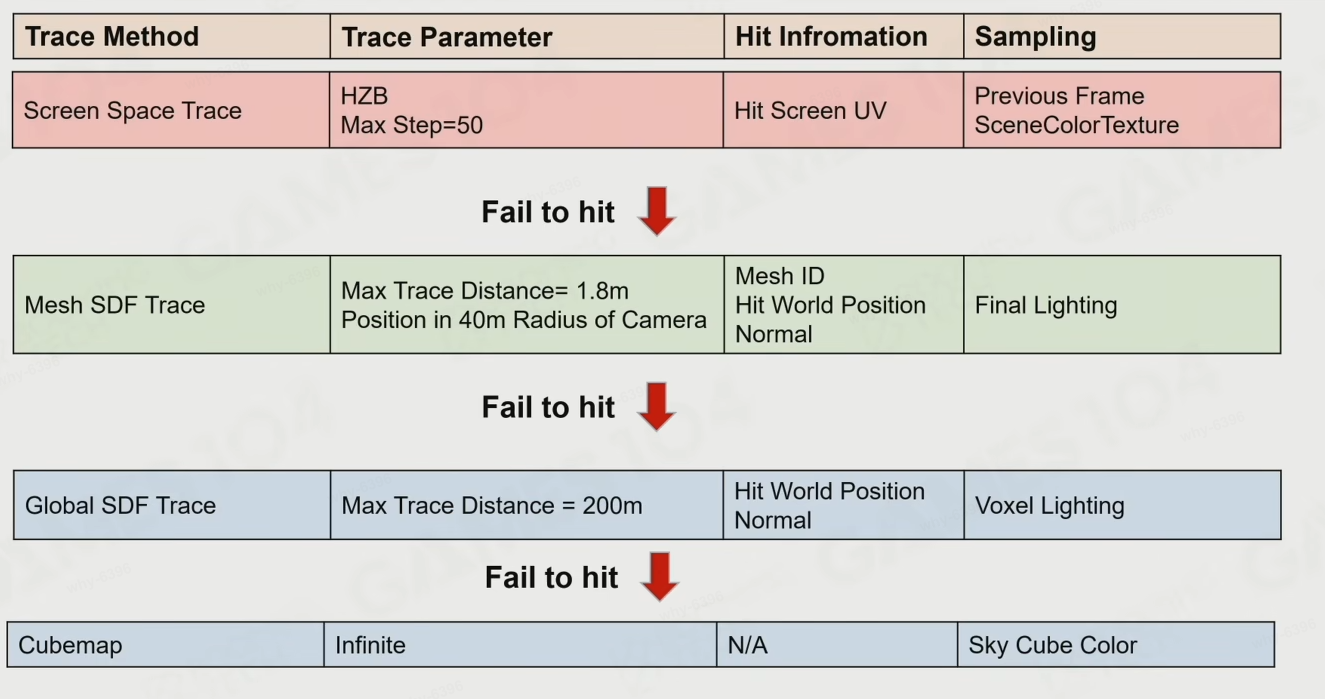 Trace Method Trace Parameter Hit Infromation Sampling
Screen Space Trace
HZB
Max Step=50
Hit Screen UV
Previous Frame
SceneColorTexture
Fail to hit
Mesh SDF Trace
Max Trace Distance= 1.8m
Position in 40m Radius of Camera
Mesh ID
Hit World Position
Normal
Final Lighting
Fail to hit
Global SDF Trace
Max Trace Distance = 200m
Hit World Position
Normal
Voxel Lighting
Fail to hit
Cubemap Infinite N/A Sky Cube Color
GAMES104
why-6396